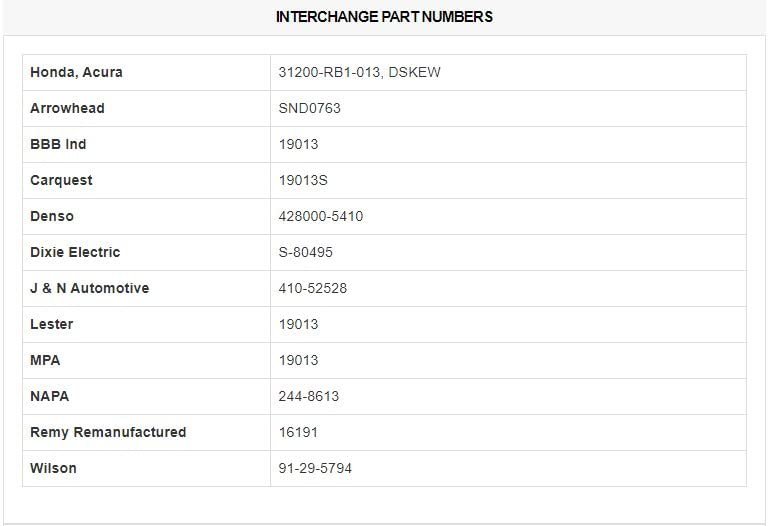 INTERCHANGE PART NUMBERS
Honda, Acura 31200-RB1-013, DSKEW
Arrowhead SND0763
BBB Ind 19013
Carquest 19013S
Denso 428000-5410
Dixie Electric S-80495
J & N Automotive 410-52528
Lester 19013
MPA 19013
NAPA 244-8613
Remy Remanufactured 16191
Wilson 91-29-5794